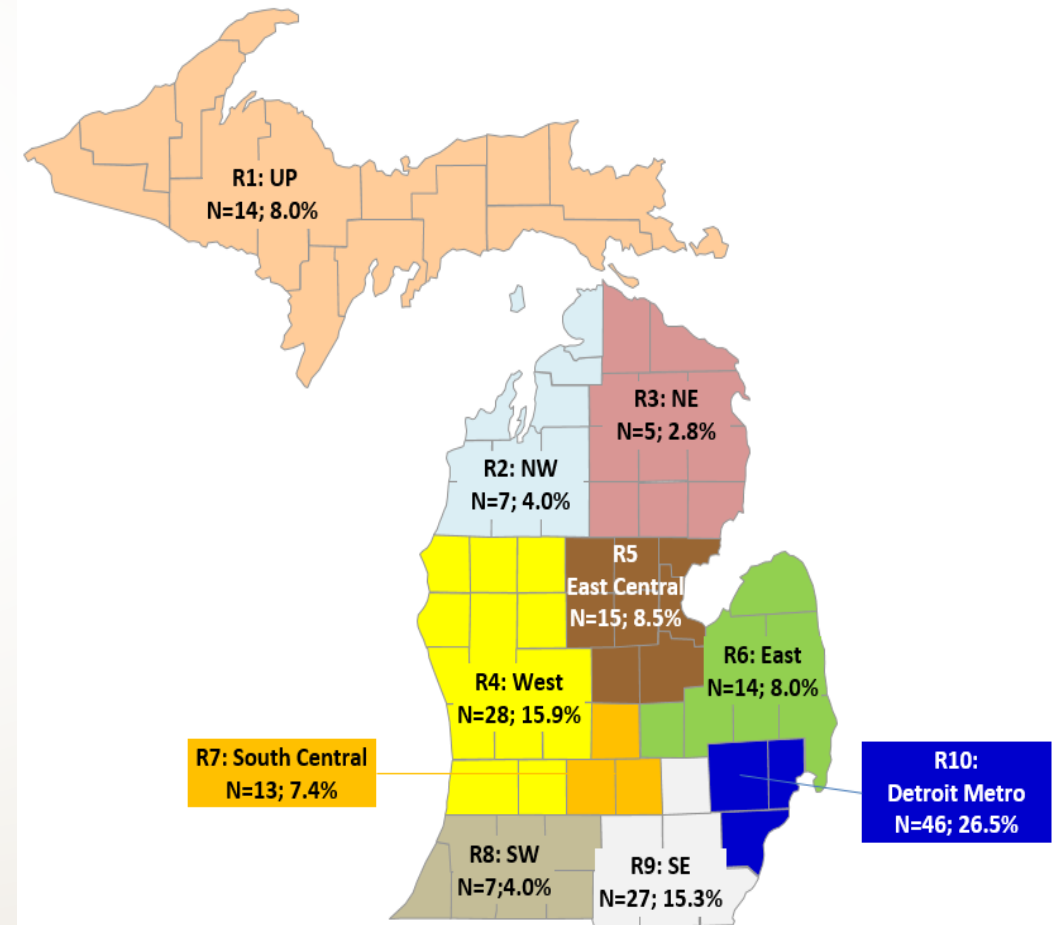 R1: UP
N=14; 8.0%
R3: NE
N=5; 2.8%
R2: NW
N=7; 4.0%
R5
East Central
N=15; 8.5%
R6: East
N=14; 8.0%
R4: West
N=28; 15.9%
R7: South Central
N=13; 7.4%
R10:
Detroit Metro
N=46; 26.5%
R8: SW
N=7;4.0%
R9: SE
N=27; 15.3%